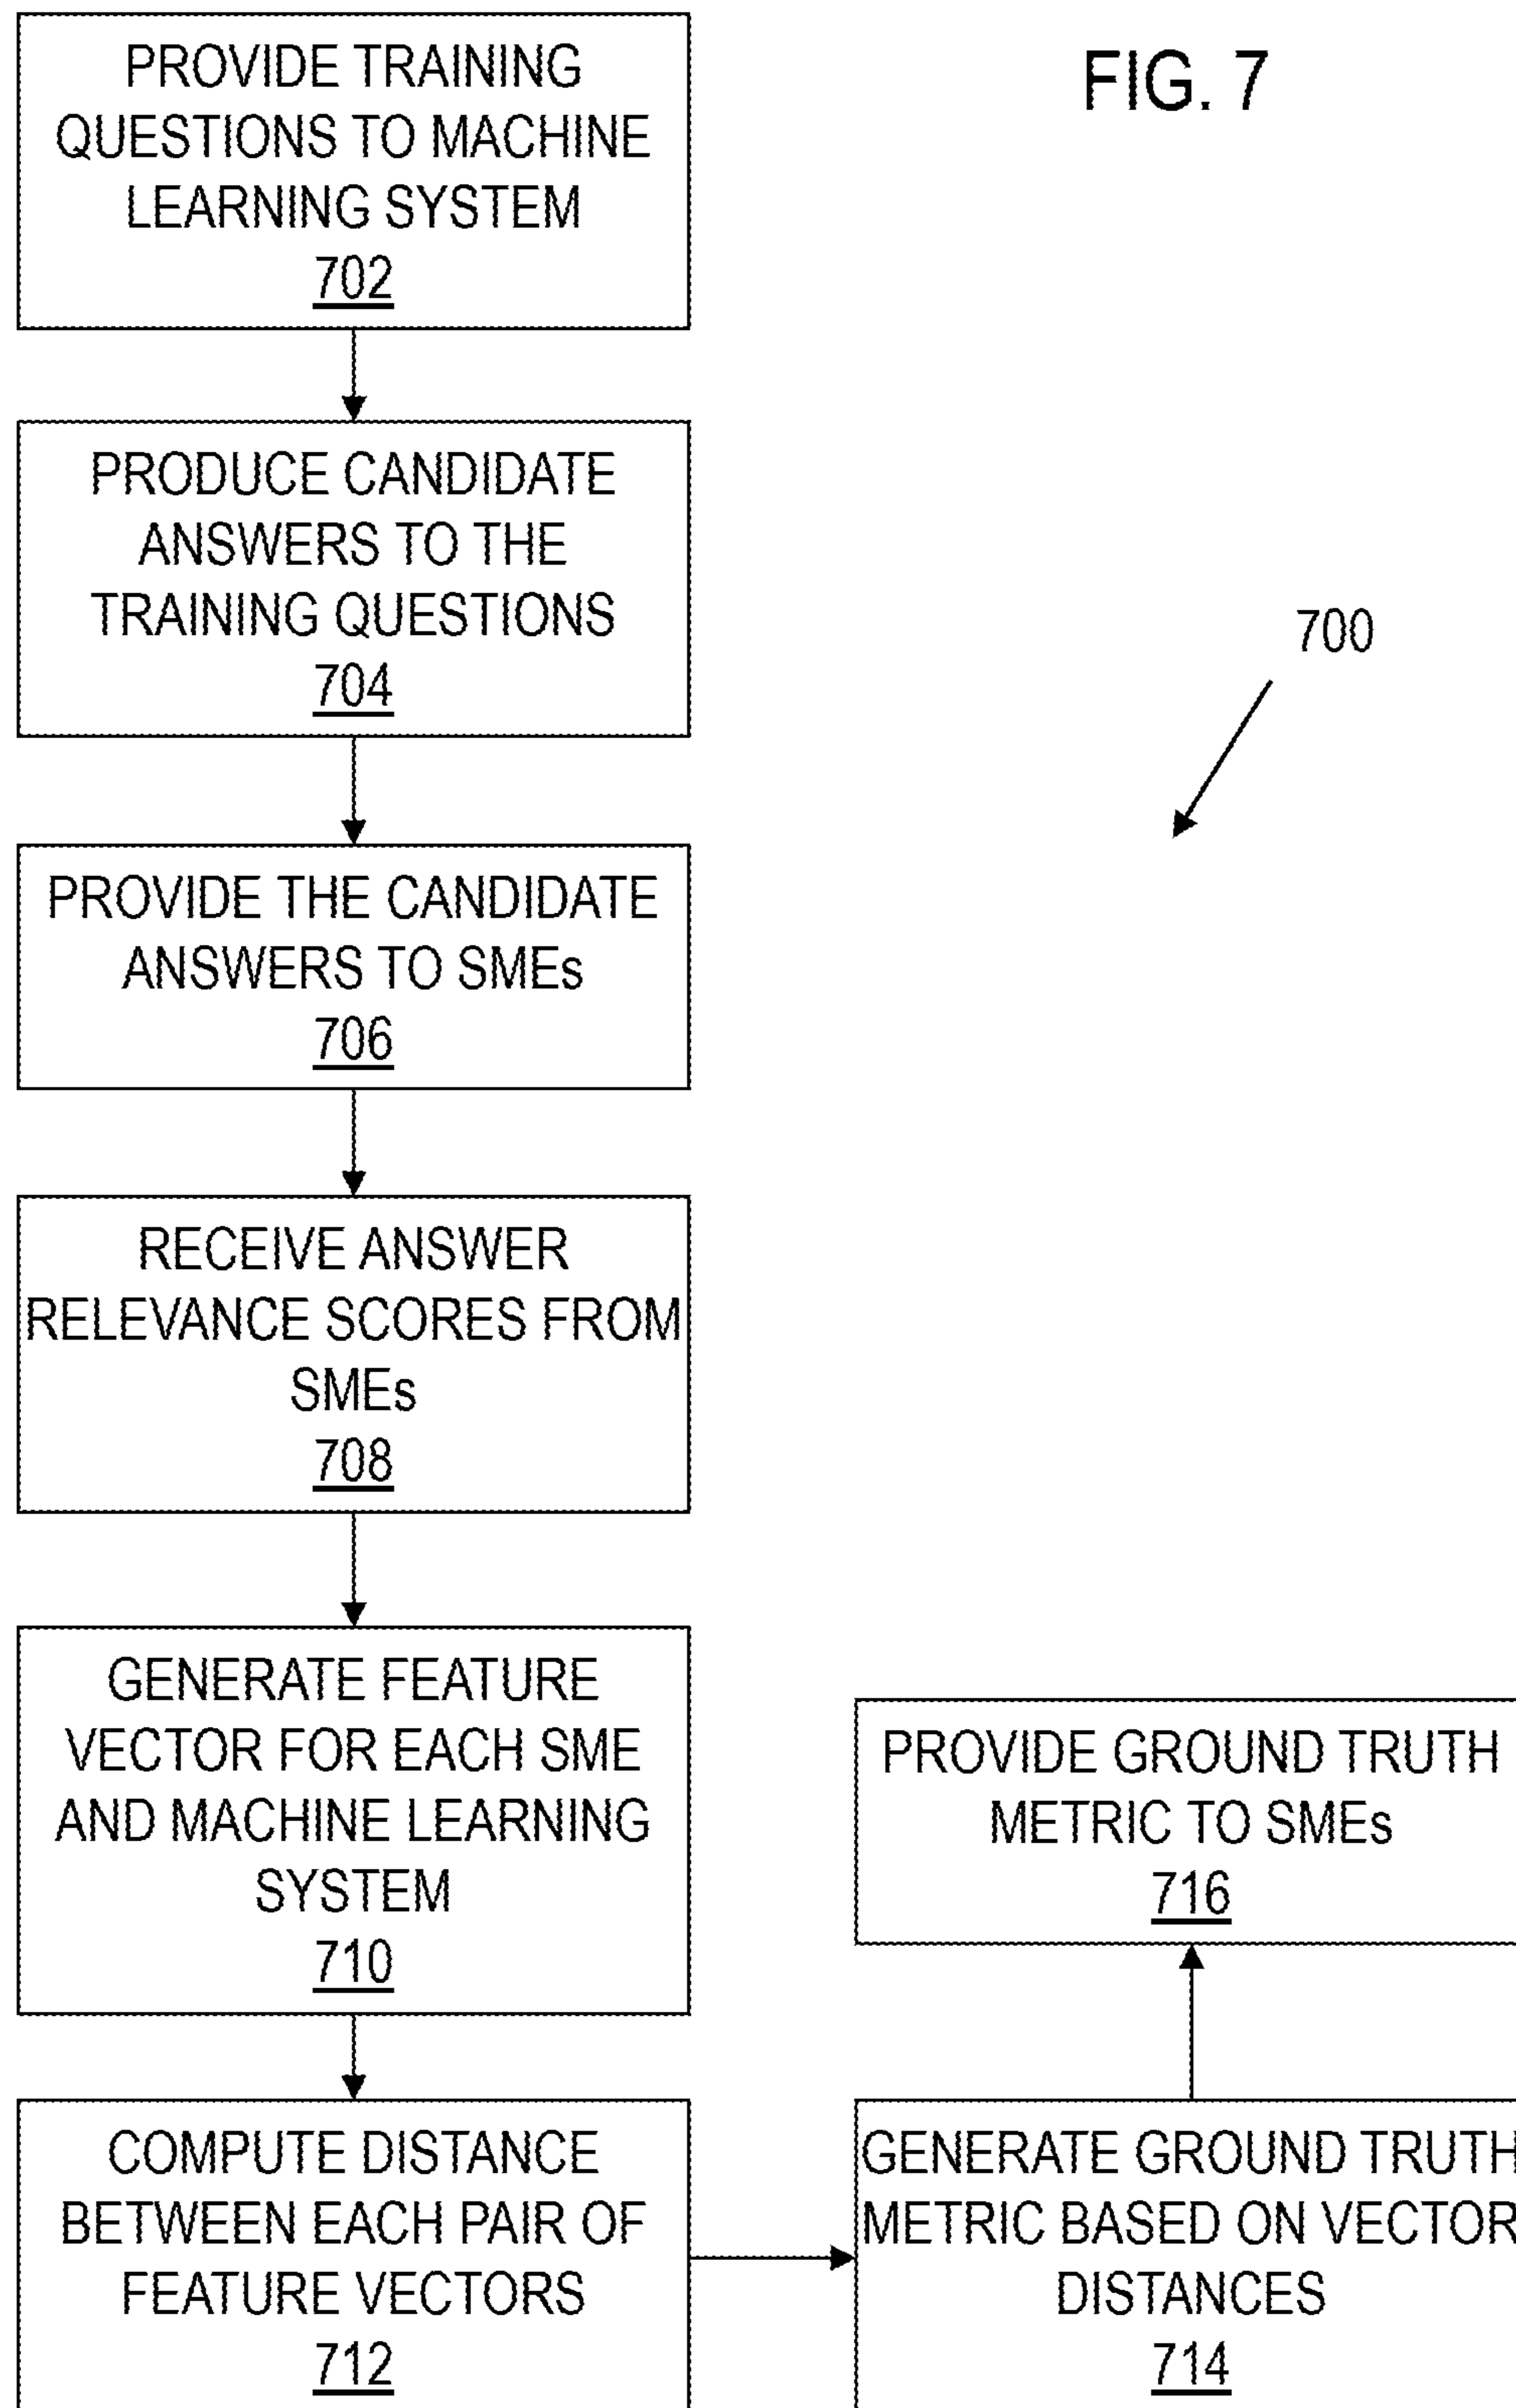 FIG. 7
PROVIDE TRAINING
QUESTIONS TO MACHINE
LEARNING SYSTEM
702
PRODUCE CANDIDATE
ANSWERS TO THE
TRAINING QUESTIONS
704
700
PROVIDE THE CANDIDATE
ANSWERS TO SMEs
706
RECEIVE ANSWER
RELEVANCE SCORES FROM
SMEs
708
GENERATE FEATURE
VECTOR FOR EACH SME
AND MACHINE LEARNING
SYSTEM
710
COMPUTE DISTANCE
BETWEEN EACH PAIR OF
FEATURE VECTORS
712
GENERATE GROUND TRUTH
METRIC BASED ON VECTOR
DISTANCES
714
PROVIDE GROUND TRUTH
METRIC TO SMEs
716